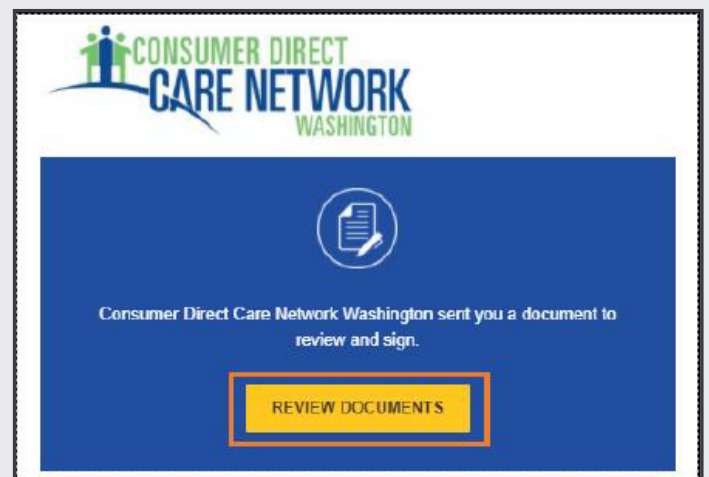 CONSUMER DIRECT
CARE NETWORK
WASHINGTON
Consumer Direct Care Network Washington sent you a document to
review and sign.
REVIEW DOCUMENTS